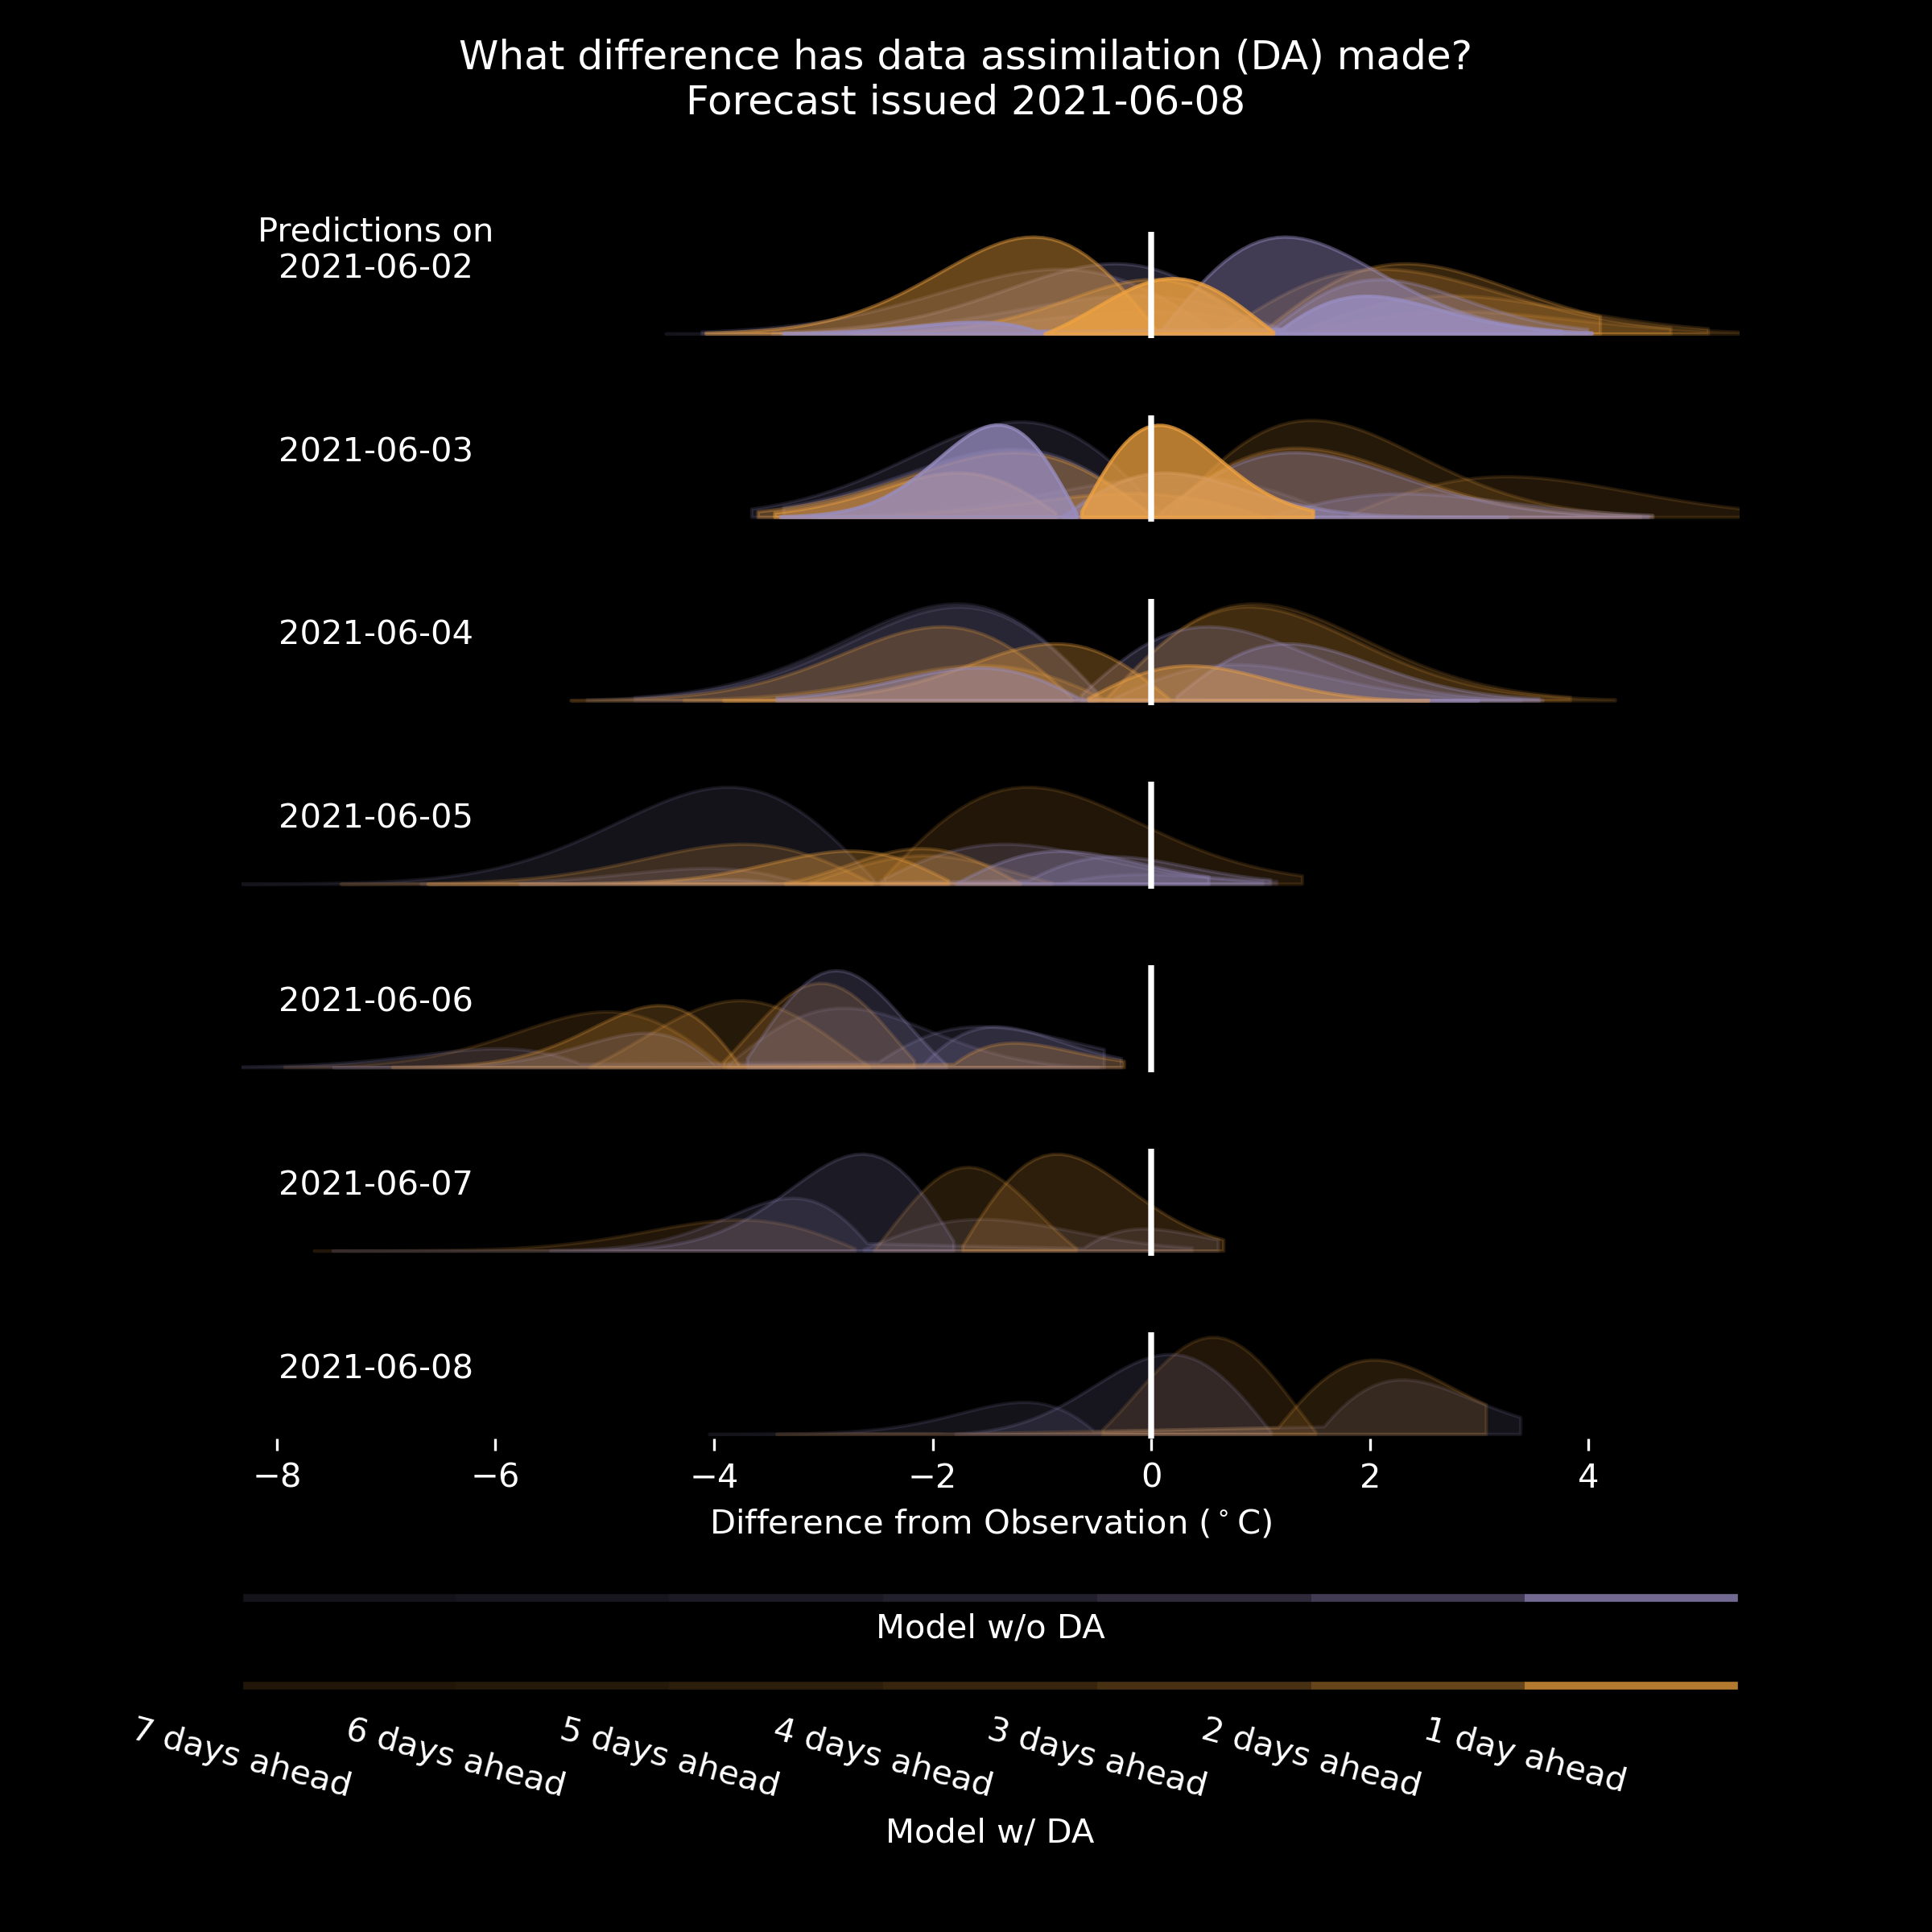 What difference has data assimilation (DA) made?
Forecast issued 2021-06-08
Predictions on
2021-06-02
2021-06-03
2021-06-04
2021-06-05
2021-06-06
2021-06-07
2021-06-08
−8 −6 −4 −2 0 2 4
Difference from Observation (°C)
Model w/o DA
7 days ahead 6 days ahead 5 days ahead 4 days ahead 3 days ahead 2 days ahead 1 day ahead
Model w/ DA